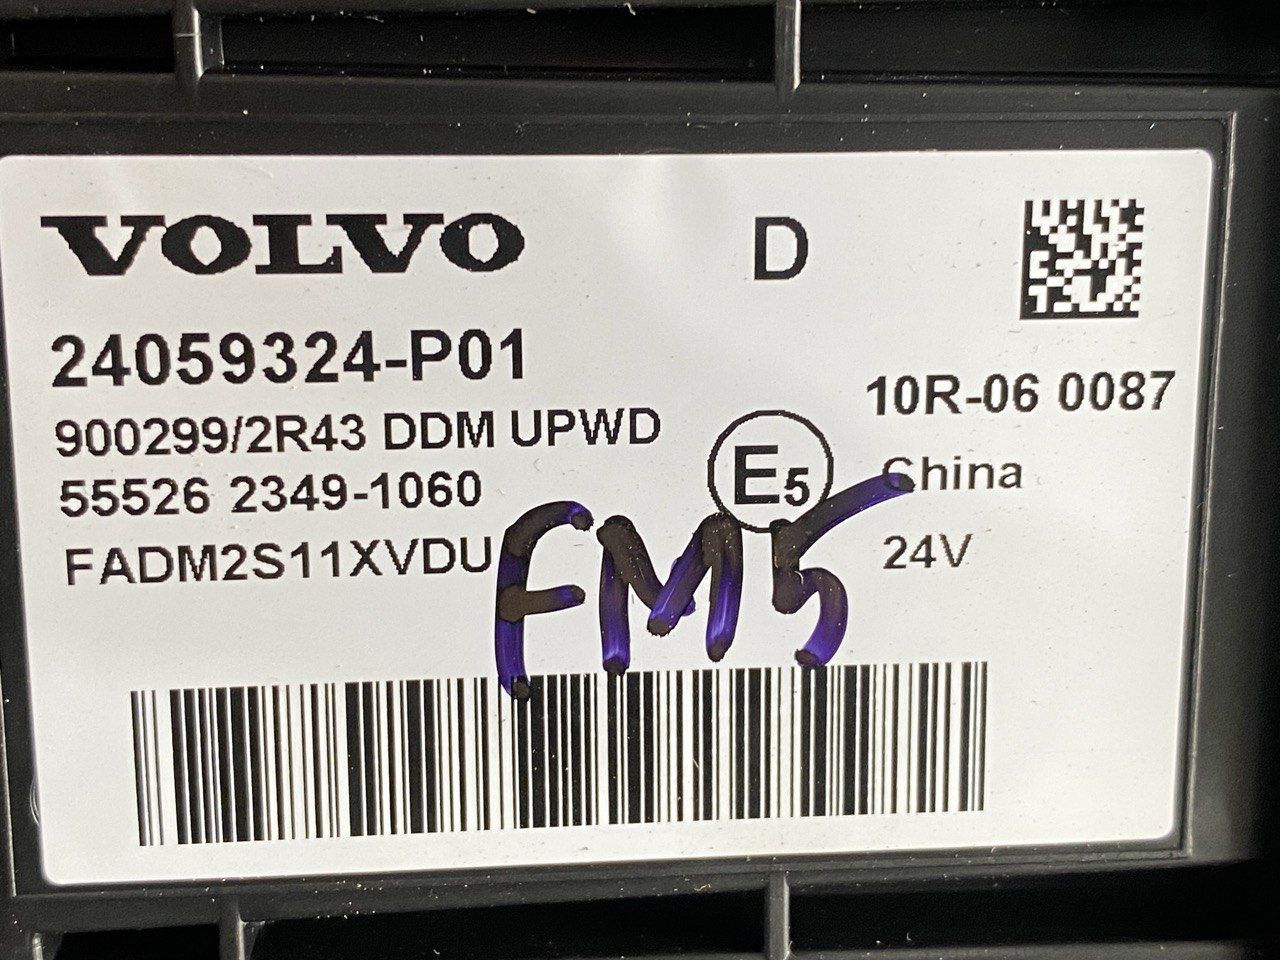 VOLVO D
24059324-P01
10R-06 0087
900299/2R43 DDM UPWD
E5 China
55526 2349-1060
FADM2S11XVDU 24V
FM5